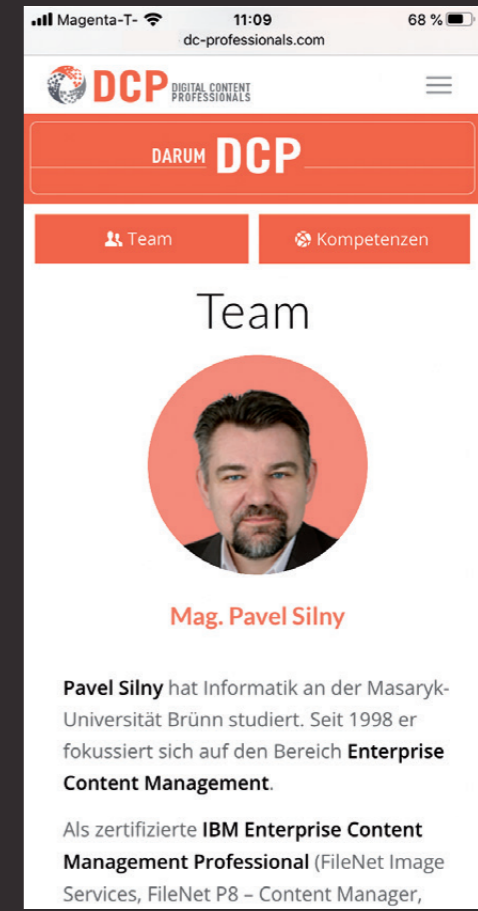 Magenta-T- 11:09 68 %
dc-professionals.com
DCP DIGITAL CONTENT
PROFESSIONALS
DARUM DCP
Team Kompetenzen
Team
Mag. Pavel Silny
Pavel Silny hat Informatik an der Masaryk-
Universität Brünn studiert. Seit 1998 er
fokussiert sich auf den Bereich Enterprise
Content Management.
Als zertifizierte IBM Enterprise Content
Management Professional (FileNet Image
Services, FileNet P8 – Content Manager,